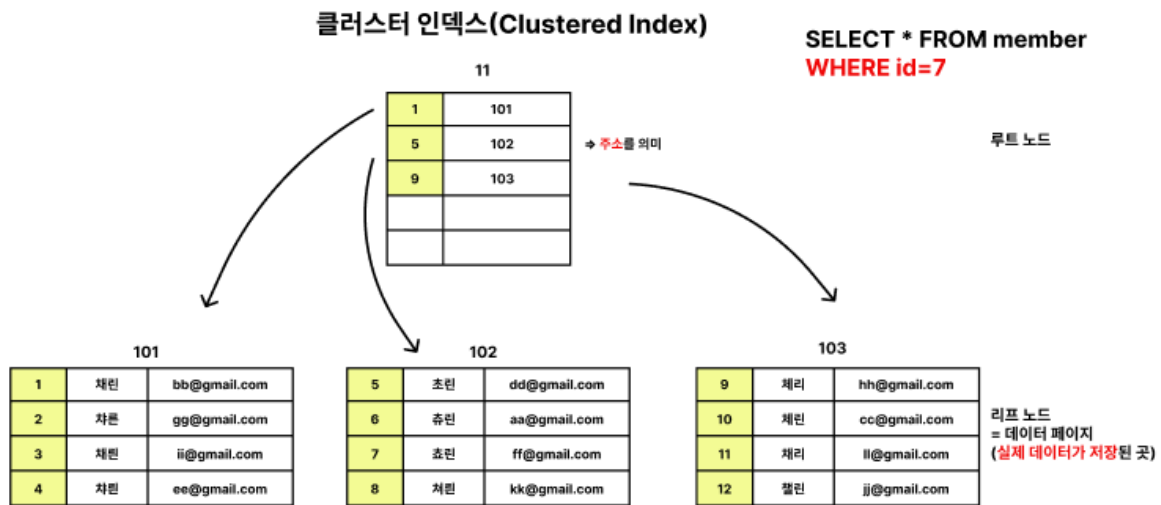 클러스터 인덱스(Clustered Index)
SELECT * FROM member
WHERE id=7
11
1 101
5 102
⇒ 주소를 의미
루트 노드
9 103
101
1 채린 bb@gmail.com
2 챠른 gg@gmail.com
3 채릔 ii@gmail.com
4 챠릔 ee@gmail.com
102
5 초린 dd@gmail.com
6 츄린 aa@gmail.com
7 쵸린 ff@gmail.com
8 쳐린 kk@gmail.com
103
9 체리 hh@gmail.com
10 체린 cc@gmail.com
11 채리 ll@gmail.com
12 챌린 jj@gmail.com
리프 노드
= 데이터 페이지
(실제 데이터가 저장된 곳)